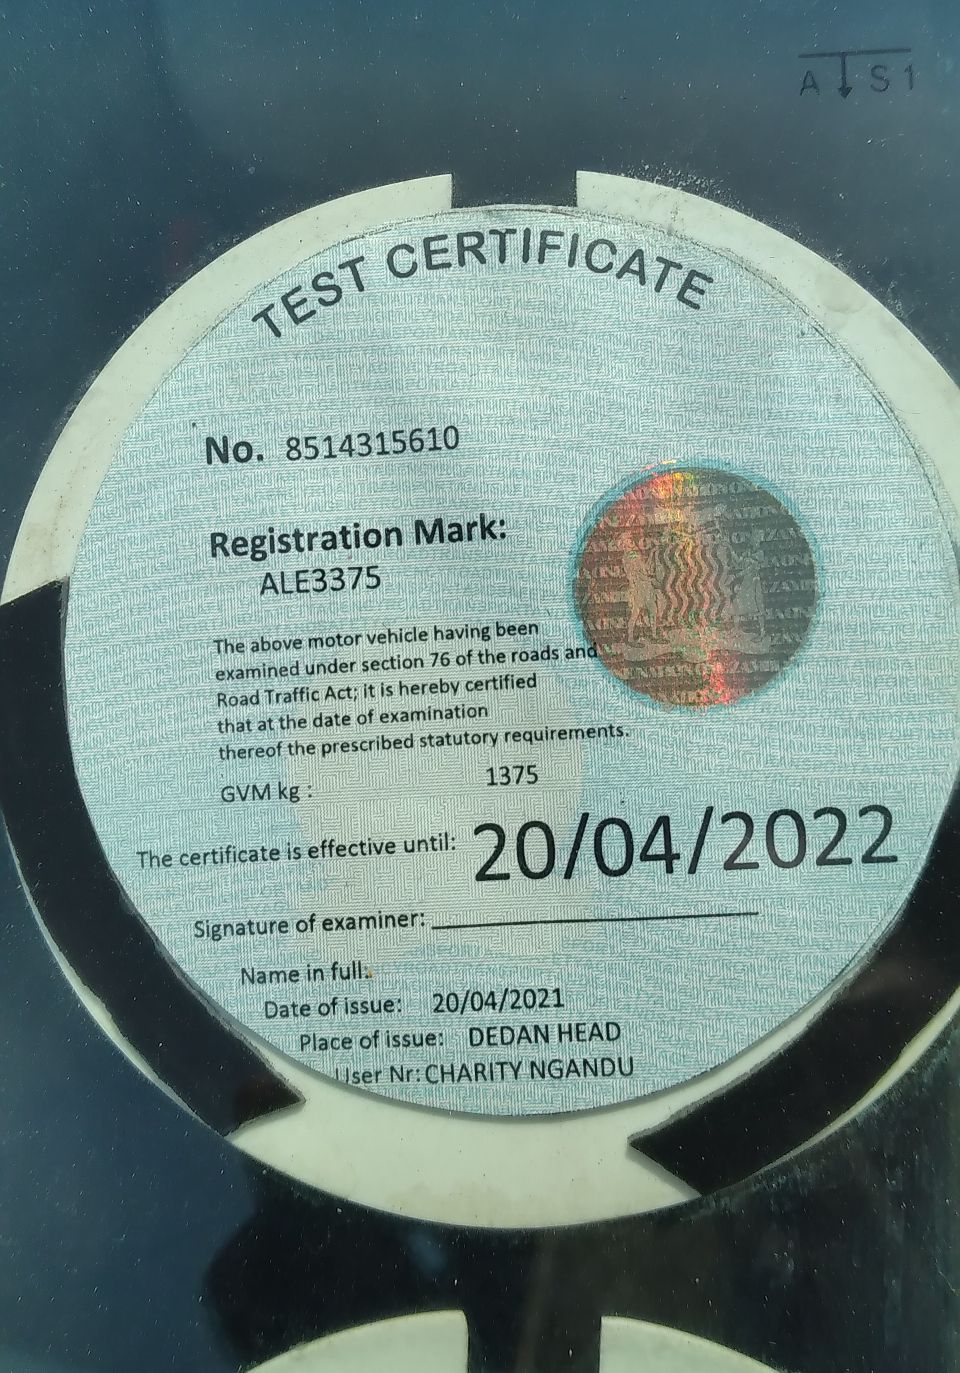 A S1
TEST CERTIFICATE
No. 8514315610
Registration Mark:
ALE3375
The above motor vehicle having been
examined under section 76 of the roads and
Road Traffic Act; it is hereby certified
that at the date of examination
thereof the prescribed statutory requirements.
GVM kg : 1375
The certificate is effective until: 20/04/2022
Signature of examiner:
Name in full:
Date of issue: 20/04/2021
Place of issue: DEDAN HEAD
User Nr: CHARITY NGANDU